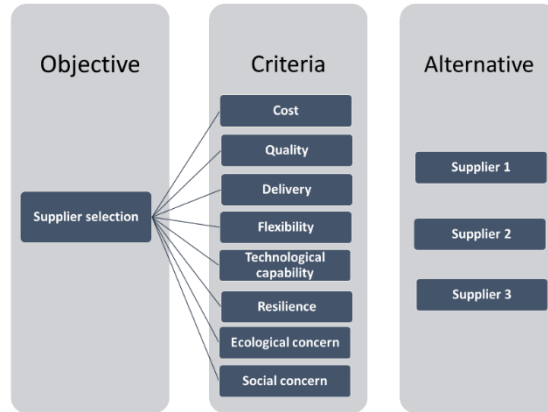 Objective
Criteria
Alternative
Supplier selection
Cost
Quality
Delivery
Flexibility
Technological
capability
Resilience
Ecological concern
Social concern
Supplier 1
Supplier 2
Supplier 3